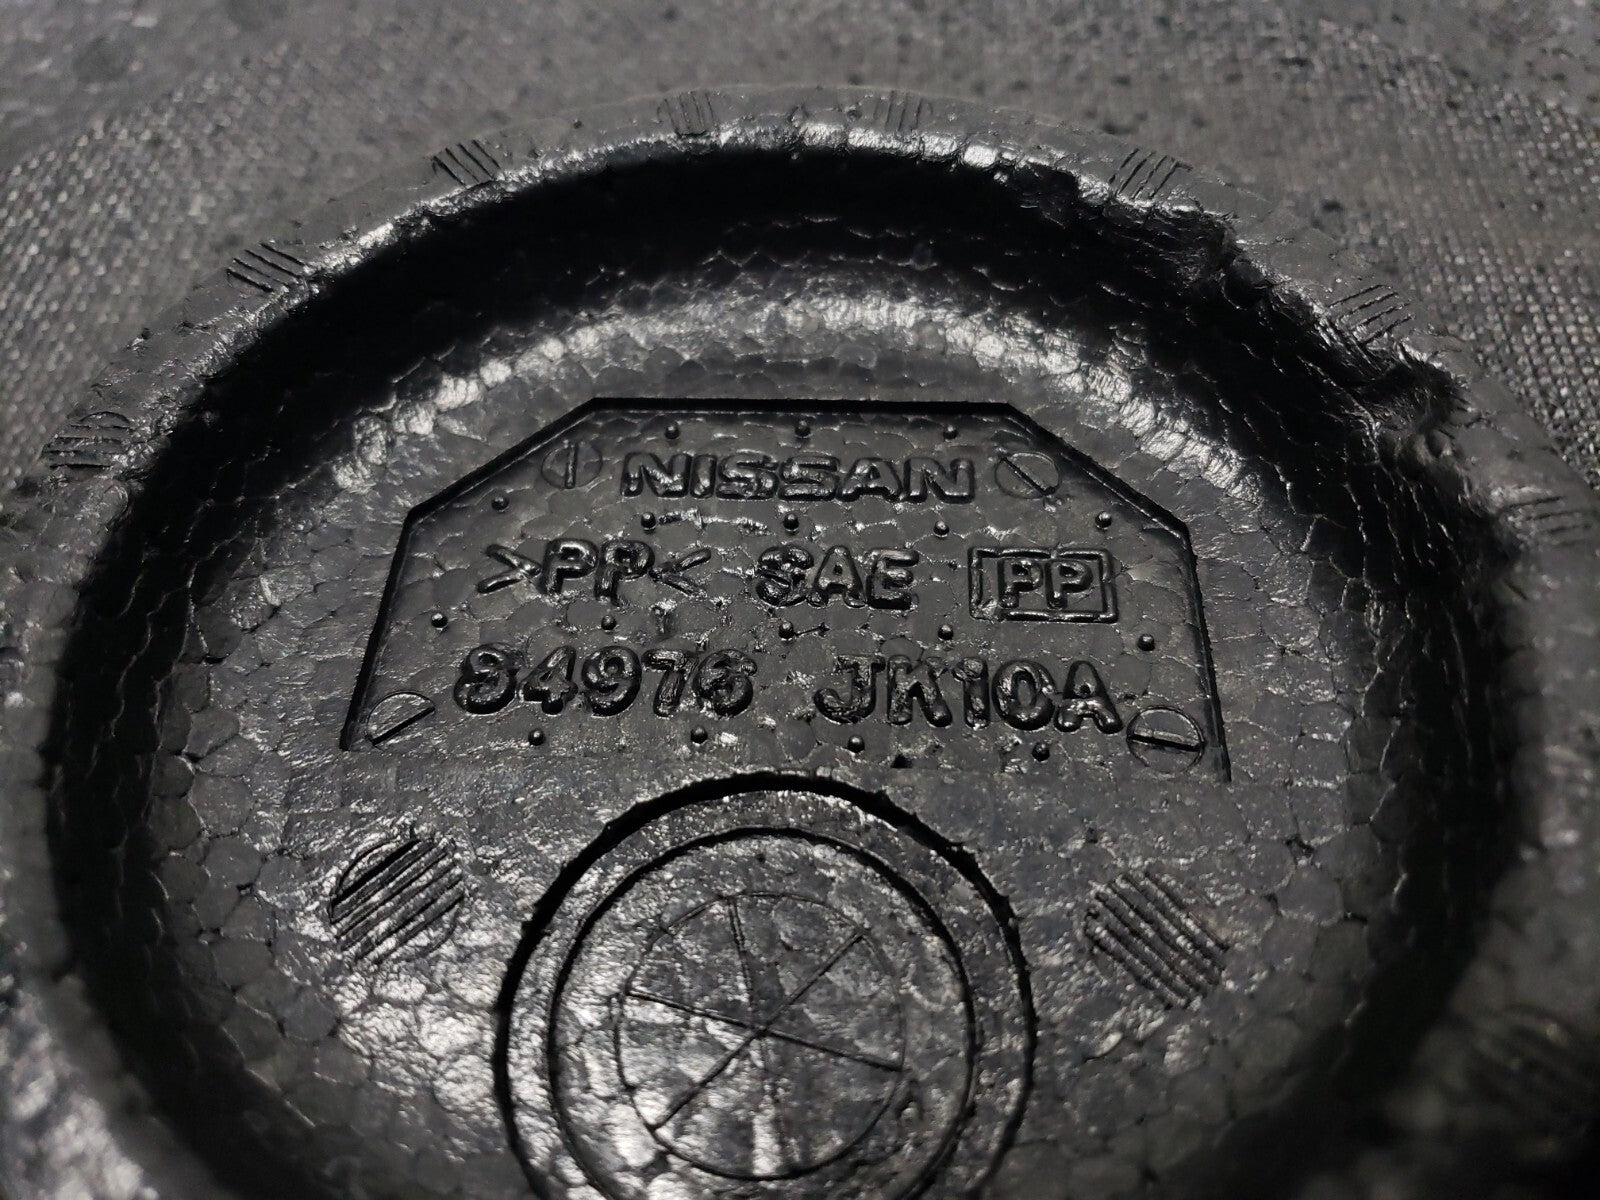 NISSAN
>PP< SAE PP
84976 JK10A